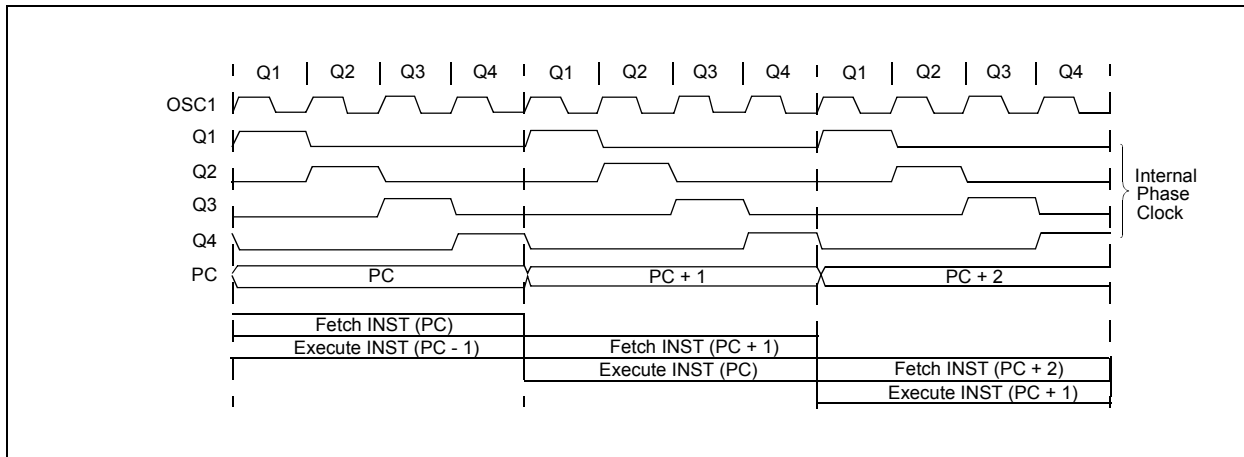 Q1 Q2 Q3 Q4 Q1 Q2 Q3 Q4 Q1 Q2 Q3 Q4
OSC1
Q1
Q2
Q3
Q4
PC PC PC + 1 PC + 2
Internal
Phase
Clock
Fetch INST (PC)
Execute INST (PC - 1) Fetch INST (PC + 1)
Execute INST (PC) Fetch INST (PC + 2)
Execute INST (PC + 1)